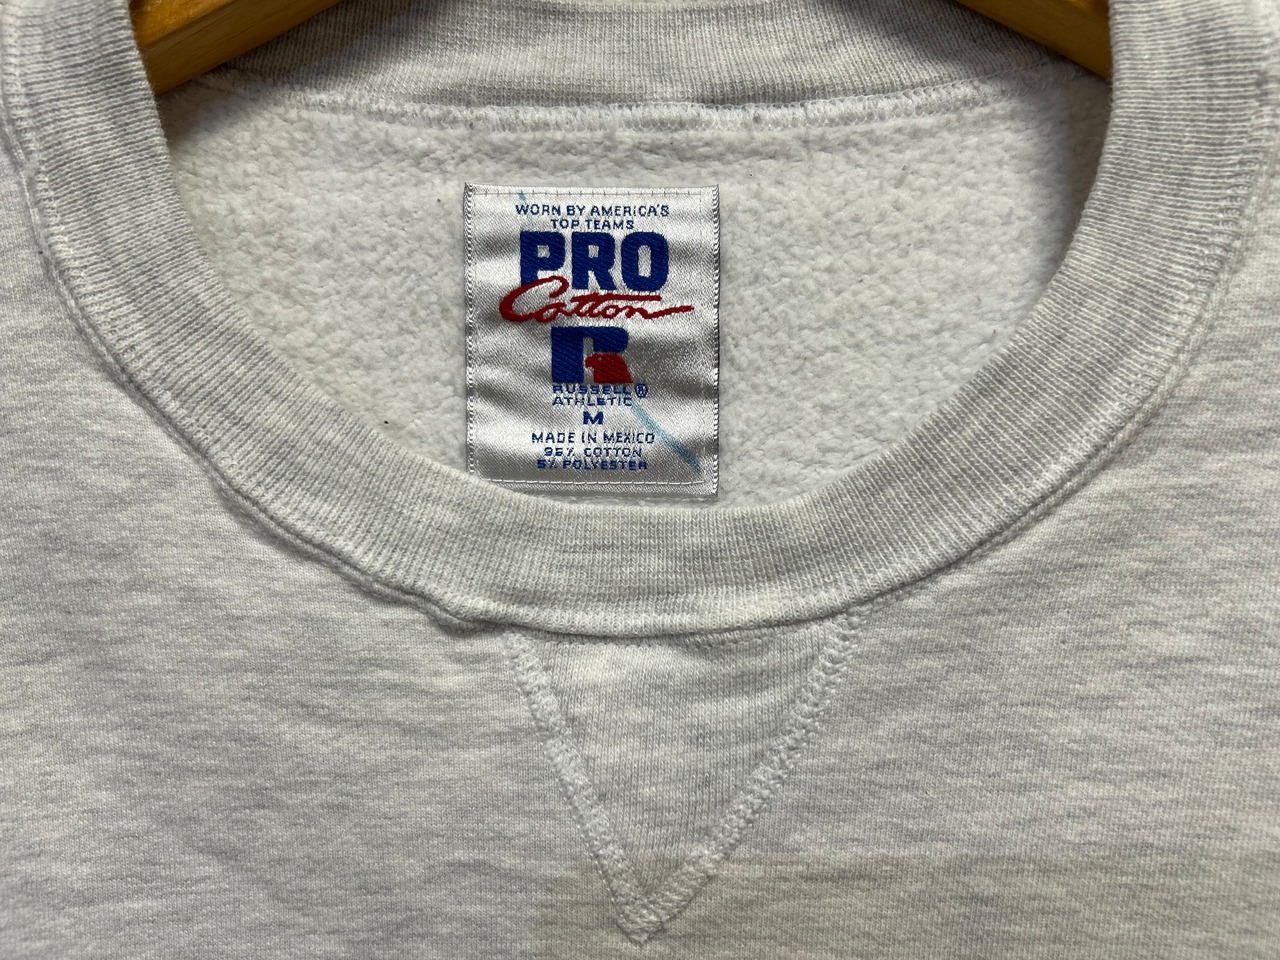 WORN BY AMERICA'S
TOP TEAMS
PRO
Cotton
R
RUSSELL®
ATHLETIC
M
MADE IN MEXICO
95% COTTON
5% POLYESTER